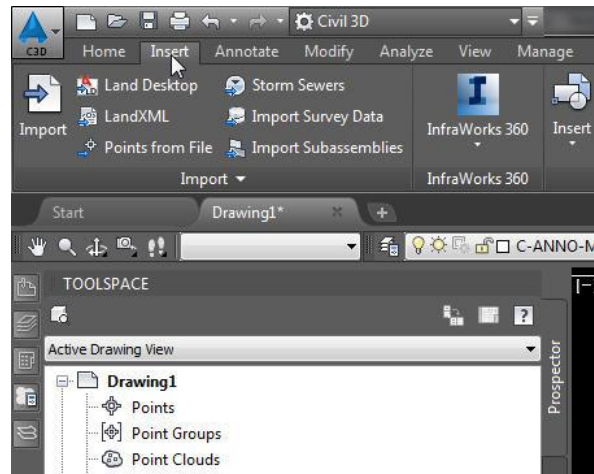 Civil 3D
C3D Home Insert Annotate Modify Analyze View Manage
Land Desktop Storm Sewers
Import LandXML Import Survey Data InfraWorks 360 Insert
Points from File Import Subassemblies
Import InfraWorks 360
Start Drawing1* +
C-ANNO-M
TOOLSPACE
?
Active Drawing View
Prospector
Drawing1
Points
Point Groups
Point Clouds